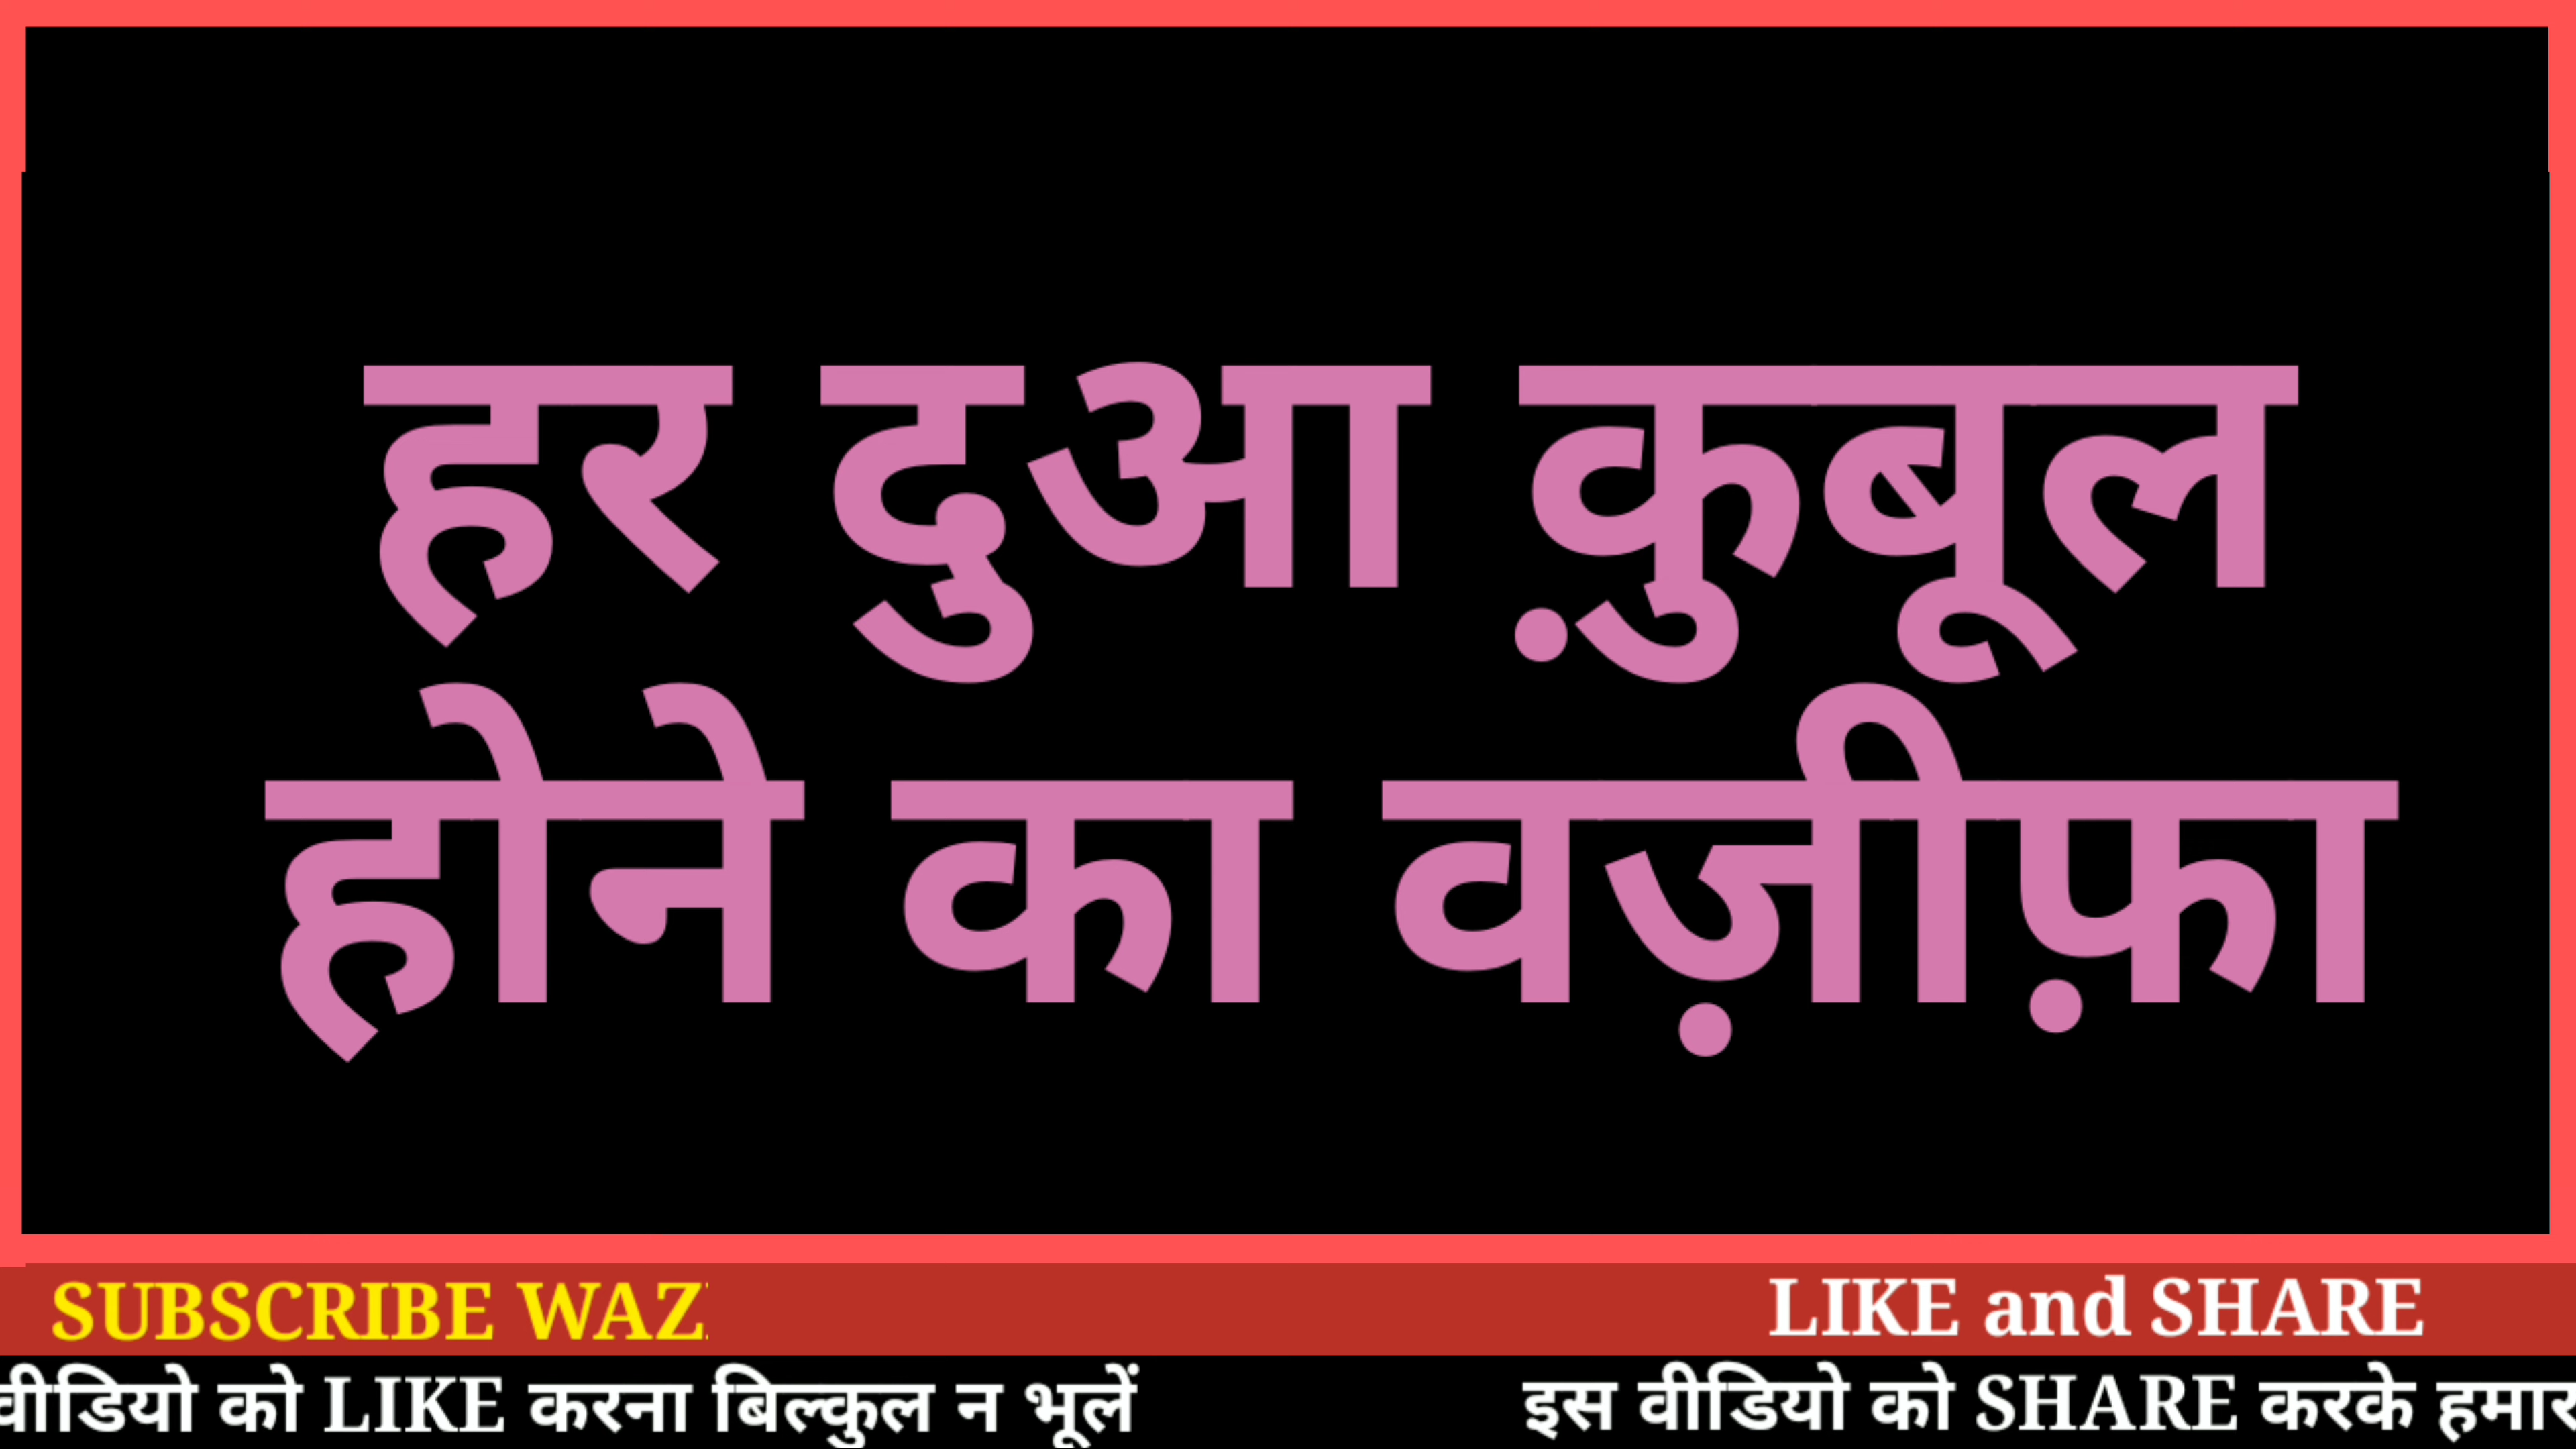 हर दुआ क़ुबूल
होने का वज़ीफ़ा
SUBSCRIBE WAZ
LIKE and SHARE
वीडियो को LIKE करना बिल्कुल न भूलें
इस वीडियो को SHARE करके हमार